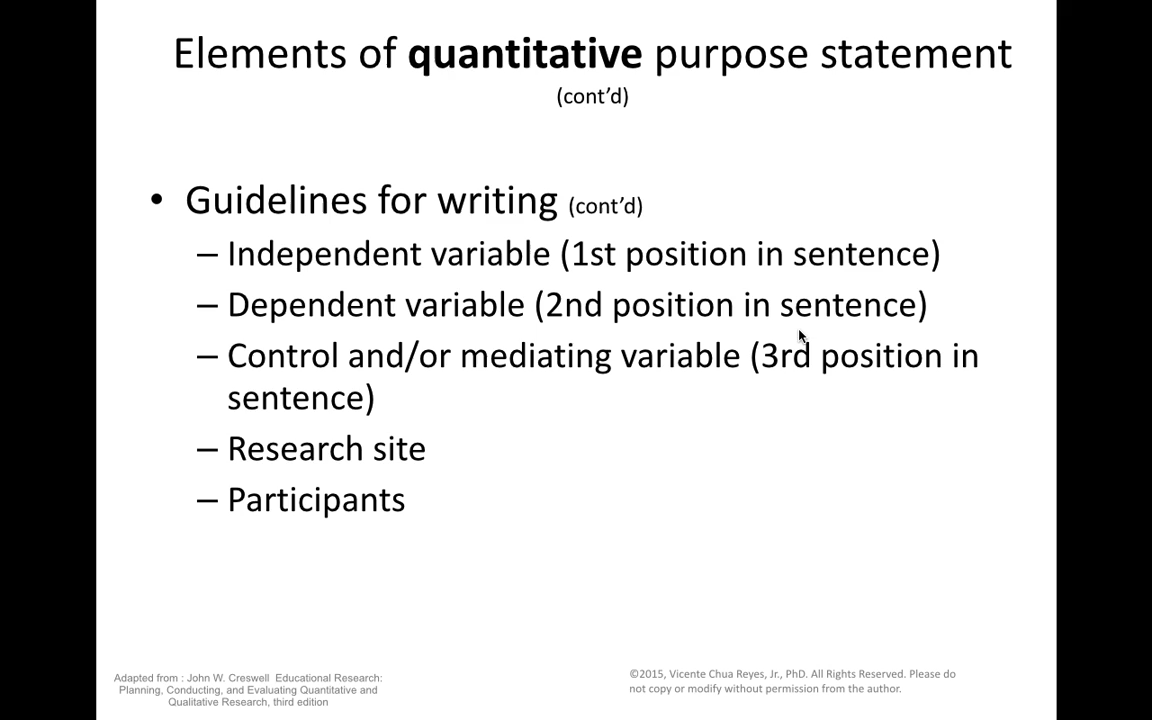 Elements of quantitative purpose statement
(cont’d)
• Guidelines for writing (cont’d)
– Independent variable (1st position in sentence)
– Dependent variable (2nd position in sentence)
– Control and/or mediating variable (3rd position in
sentence)
– Research site
– Participants
Adapted from : John W. Creswell Educational Research:
Planning, Conducting, and Evaluating Quantitative and
Qualitative Research, third edition
©2015, Vicente Chua Reyes, Jr., PhD. All Rights Reserved. Please do
not copy or modify without permission from the author.